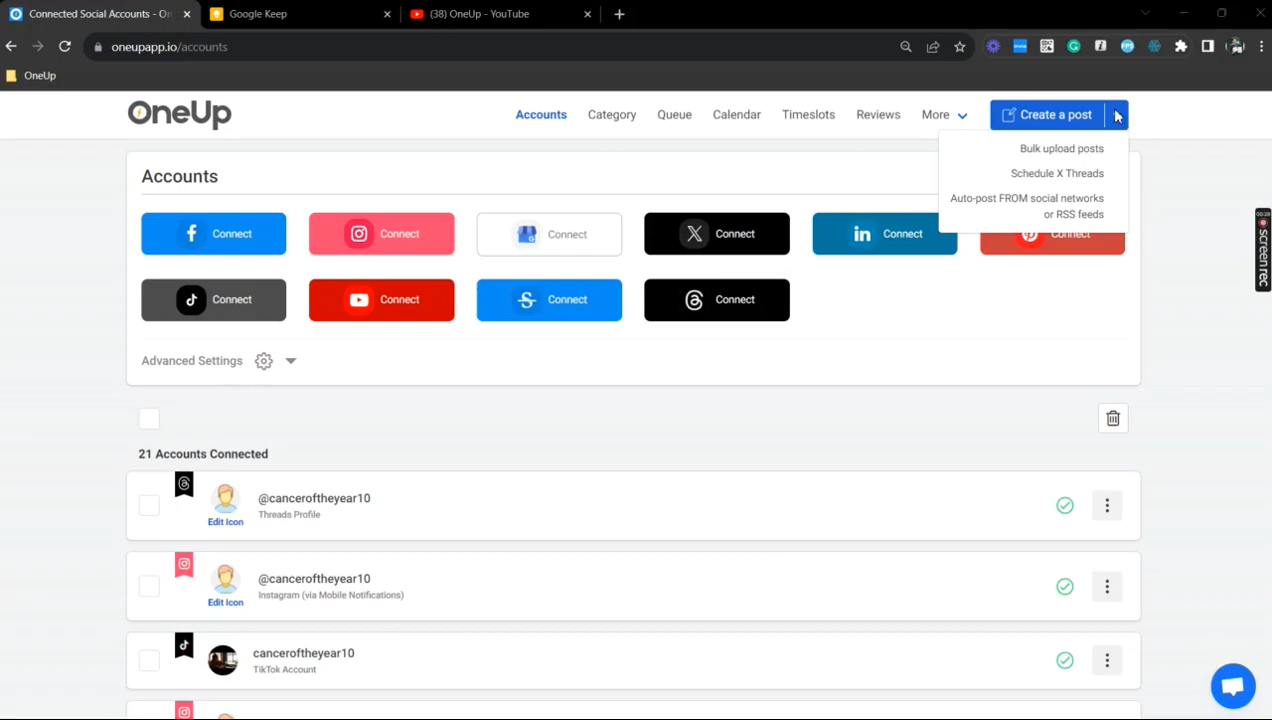 Connected Social Accounts - On
Google Keep
(38) OneUp - YouTube
oneupapp.io/accounts
OneUp
OneUp
Accounts
Category
Queue
Calendar
Timeslots
Reviews
More
Create a post
Bulk upload posts
Schedule X Threads
Auto-post FROM social networks
or RSS feeds
Accounts
Connect
Connect
Connect
Connect
Connect
Connect
Connect
Connect
Connect
Connect
Advanced Settings
21 Accounts Connected
@canceroftheyear10
Threads Profile
Edit Icon
@canceroftheyear10
Instagram (via Mobile Notifications)
Edit Icon
canceroftheyear10
TikTok Account
screen rec